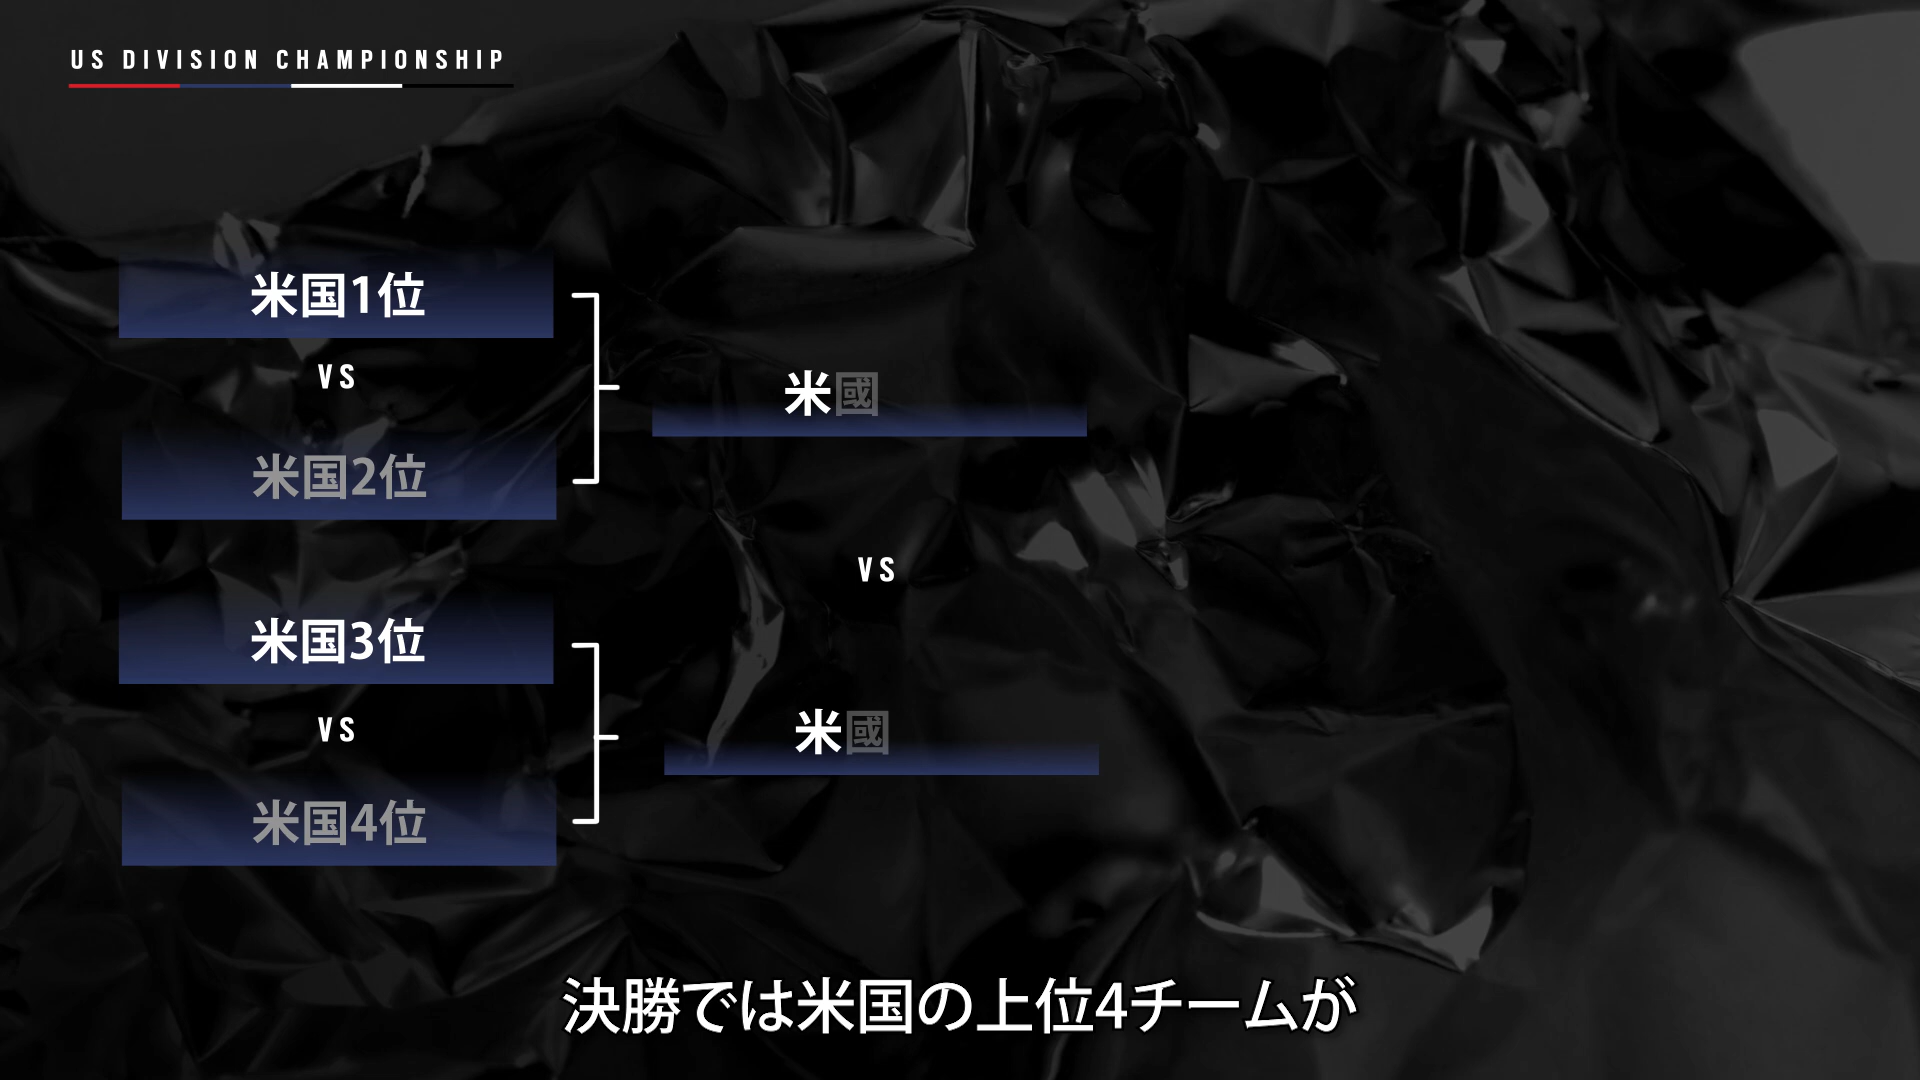 US DIVISION CHAMPIONSHIP
米国1位
VS
米国2位
米國
VS
米国3位
VS
米国4位
米國
決勝では米国の上位4チームが